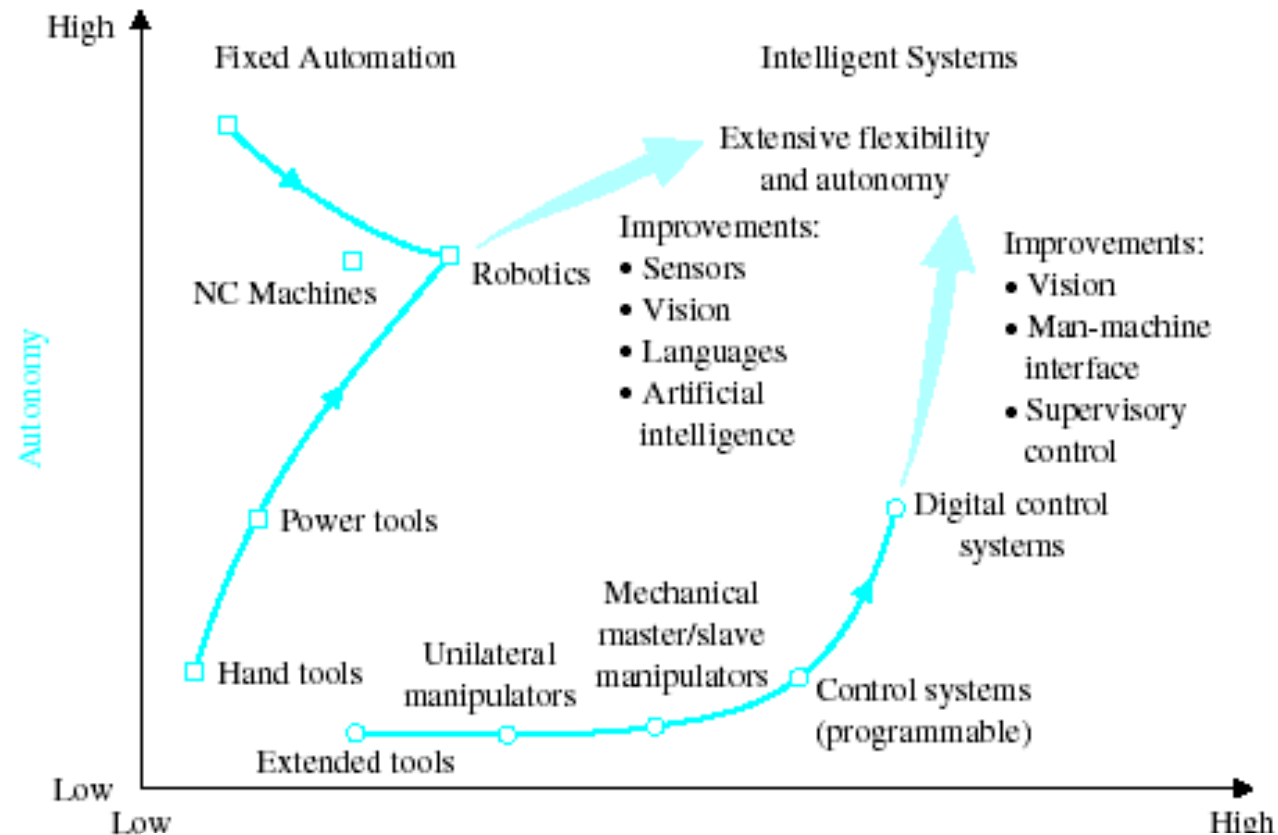 High
Fixed Automation
Intelligent Systems
Extensive flexibility
and autonomy
Improvements:
• Sensors
• Vision
• Languages
• Artificial
intelligence
Improvements:
• Vision
• Man-machine
interface
• Supervisory
control
Robotics
NC Machines
Autonomy
Power tools
Digital control
systems
Mechanical
master/slave
manipulators
Unilateral
manipulators
Hand tools
Control systems
(programmable)
Extended tools
Low
Low
High